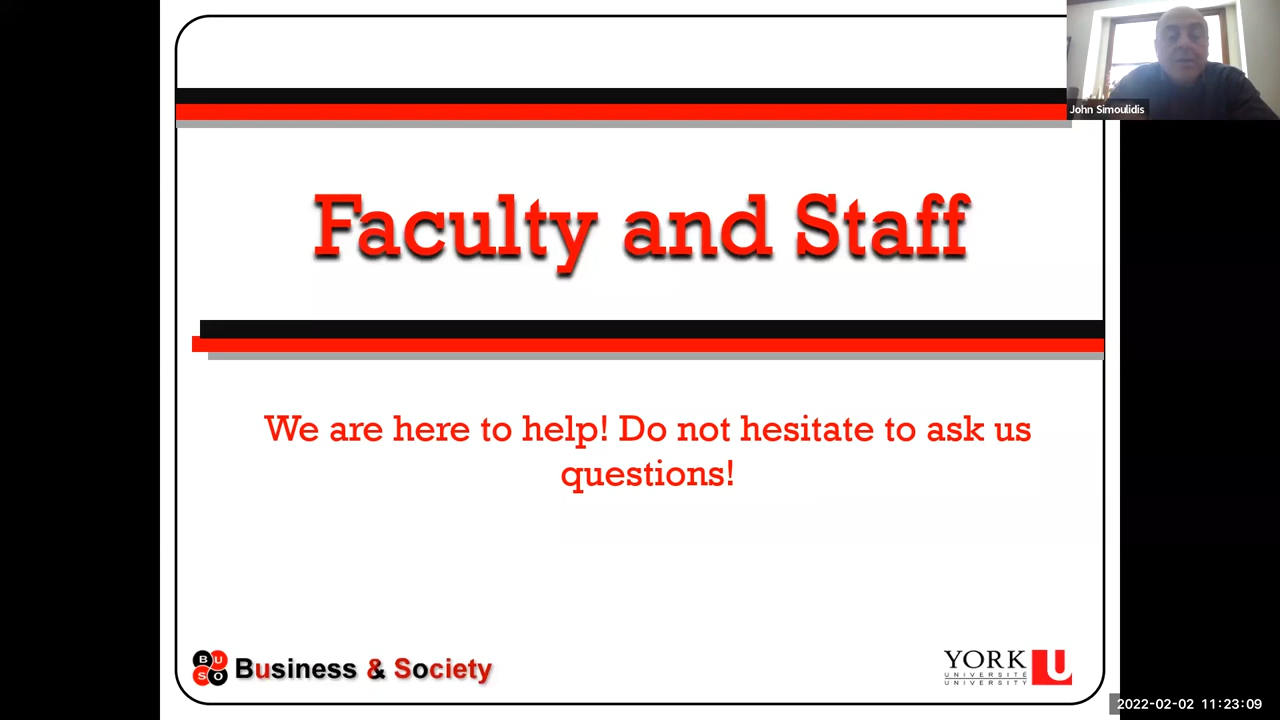 John Simoulidis
Faculty and Staff
We are here to help! Do not hesitate to ask us
questions!
B U
S O
Business & Society
YORK U
UNIVERSITÉ
UNIVERSITY
2022-02-02 11:23:09